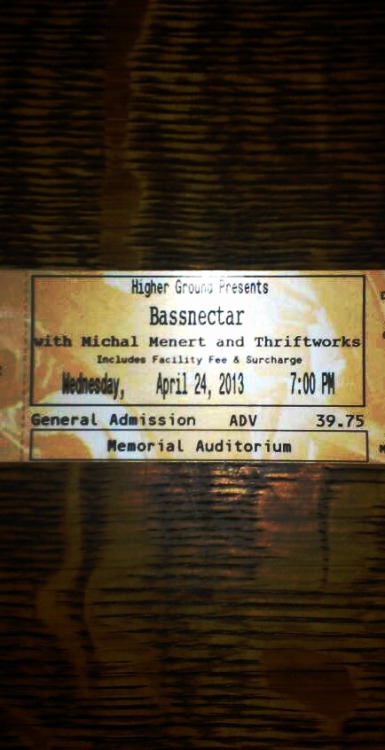 Higher Ground Presents
Bassnectar
with Michal Menert and Thriftworks
Includes Facility Fee & Surcharge
Wednesday, April 24, 2013 7:00 PM
General Admission ADV 39.75
Memorial Auditorium